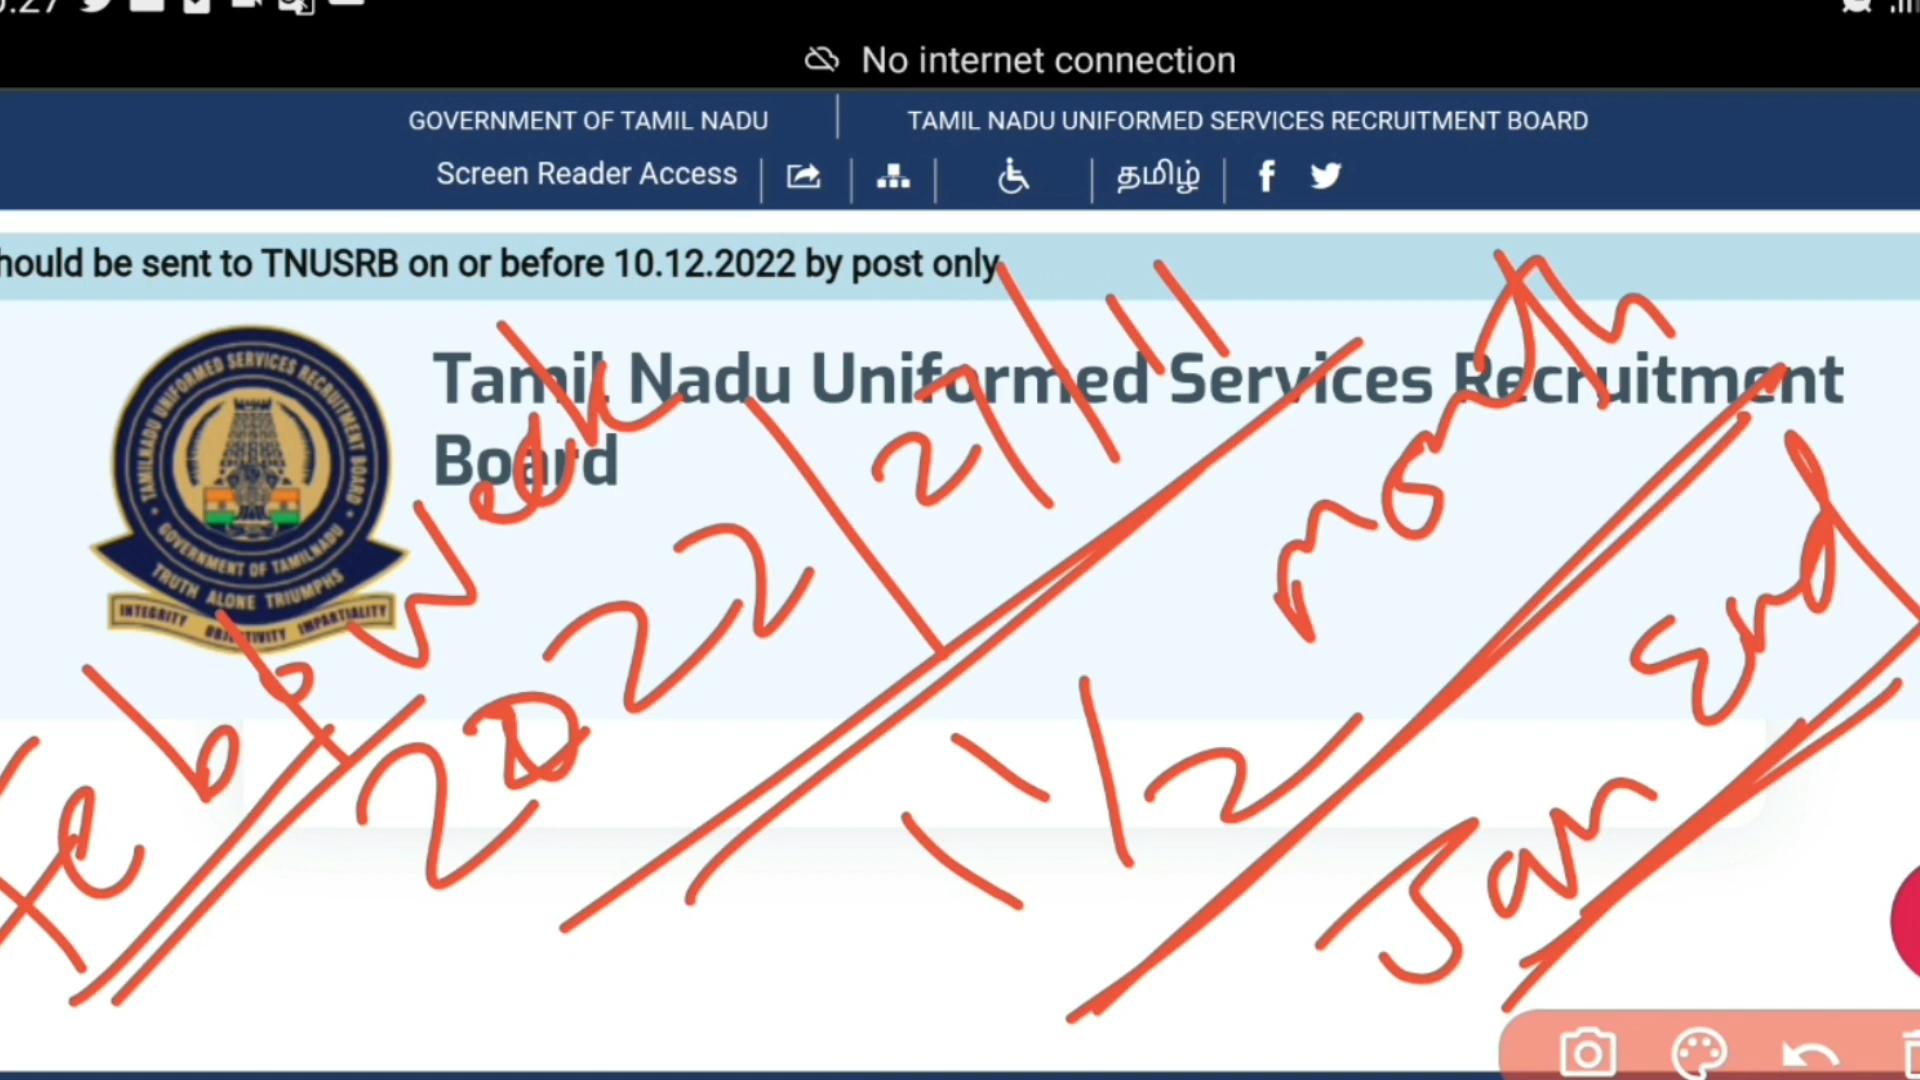 :27
No internet connection
GOVERNMENT OF TAMIL NADU
TAMIL NADU UNIFORMED SERVICES RECRUITMENT BOARD
Screen Reader Access
தமிழ்
hould be sent to TNUSRB on or before 10.12.2022 by post only
Tamil Nadu Uniformed Services Recruitment
Board
TAMILNADU UNIFORMED SERVICES RECRUITMENT BOARD
GOVERNMENT OF TAMILNADU
TRUTH ALONE TRIUMPHS
INTEGRITY OBJECTIVITY IMPARTIALITY
27/11
2022
month
1 1/2
Jan End
Feb
Week